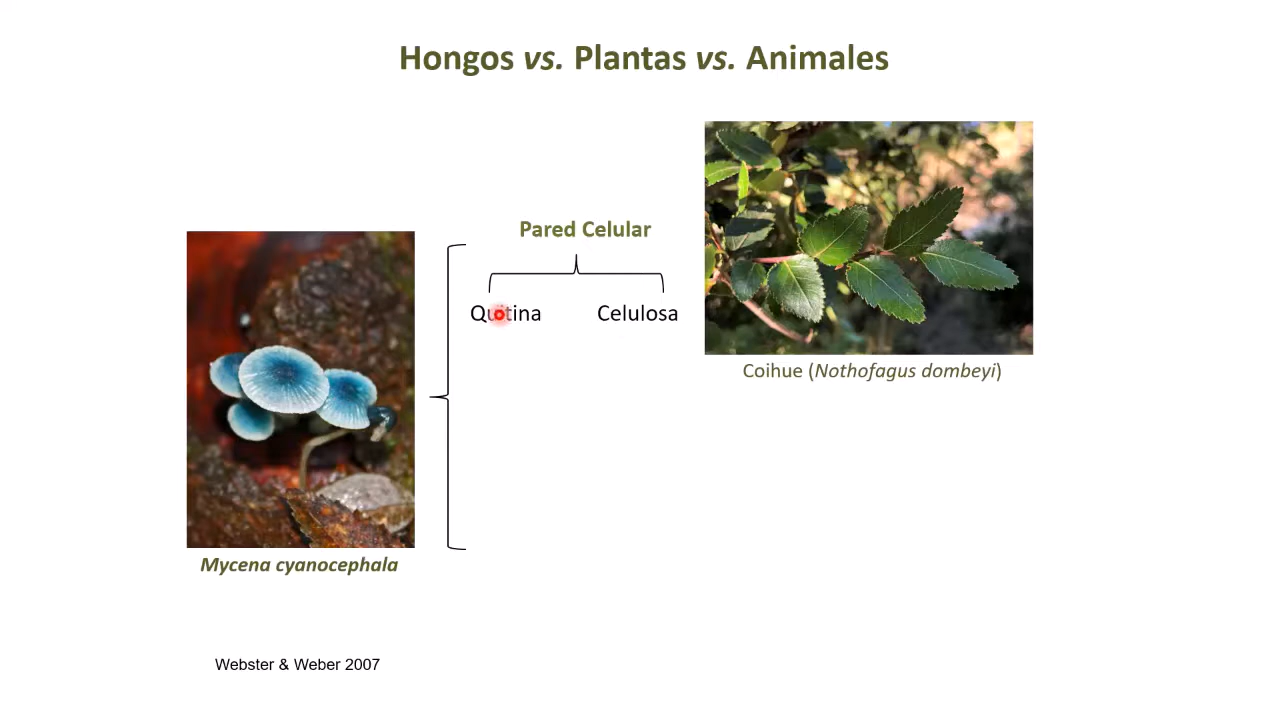 Hongos vs. Plantas vs. Animales
Pared Celular
Quitina
Celulosa
Coihue (Nothofagus dombeyi)
Mycena cyanocephala
Webster & Weber 2007